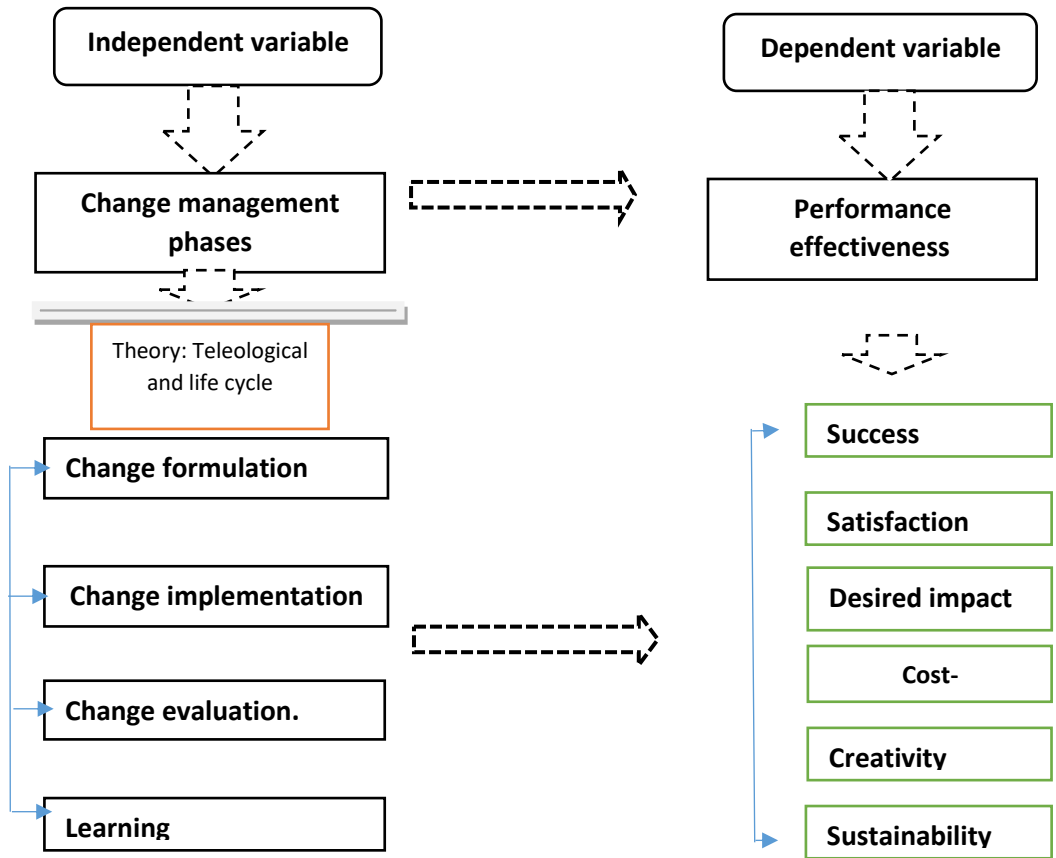 Independent variable
Dependent variable
Change management
phases
Performance
effectiveness
Theory: Teleological
and life cycle
Change formulation
Change implementation
Change evaluation.
Learning
Success
Satisfaction
Desired impact
Cost-
Creativity
Sustainability